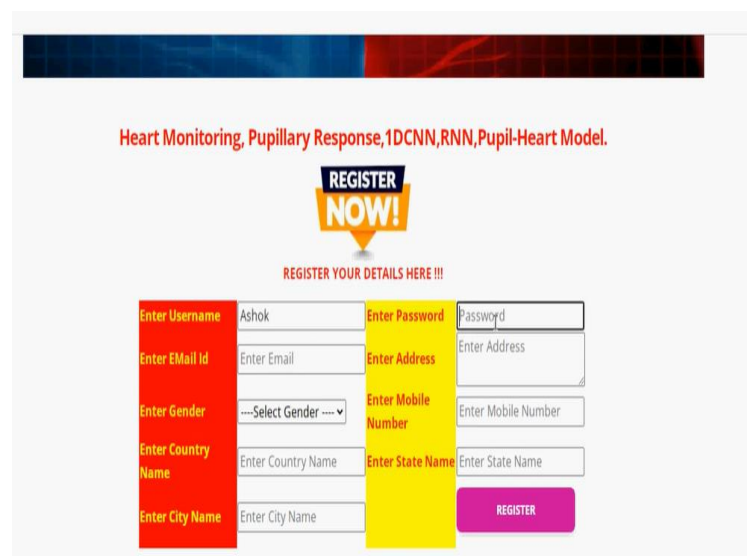 Heart Monitoring, Pupillary Response,1DCNN,RNN,Pupil-Heart Model.
REGISTER
NOW!
REGISTER YOUR DETAILS HERE !!!
Enter Username Ashok Enter Password Password
Enter EMail Id Enter Email Enter Address Enter Address
Enter Gender ----Select Gender ---- Enter Mobile Number Enter Mobile Number
Enter Country Name Enter Country Name Enter State Name Enter State Name
Enter City Name Enter City Name REGISTER